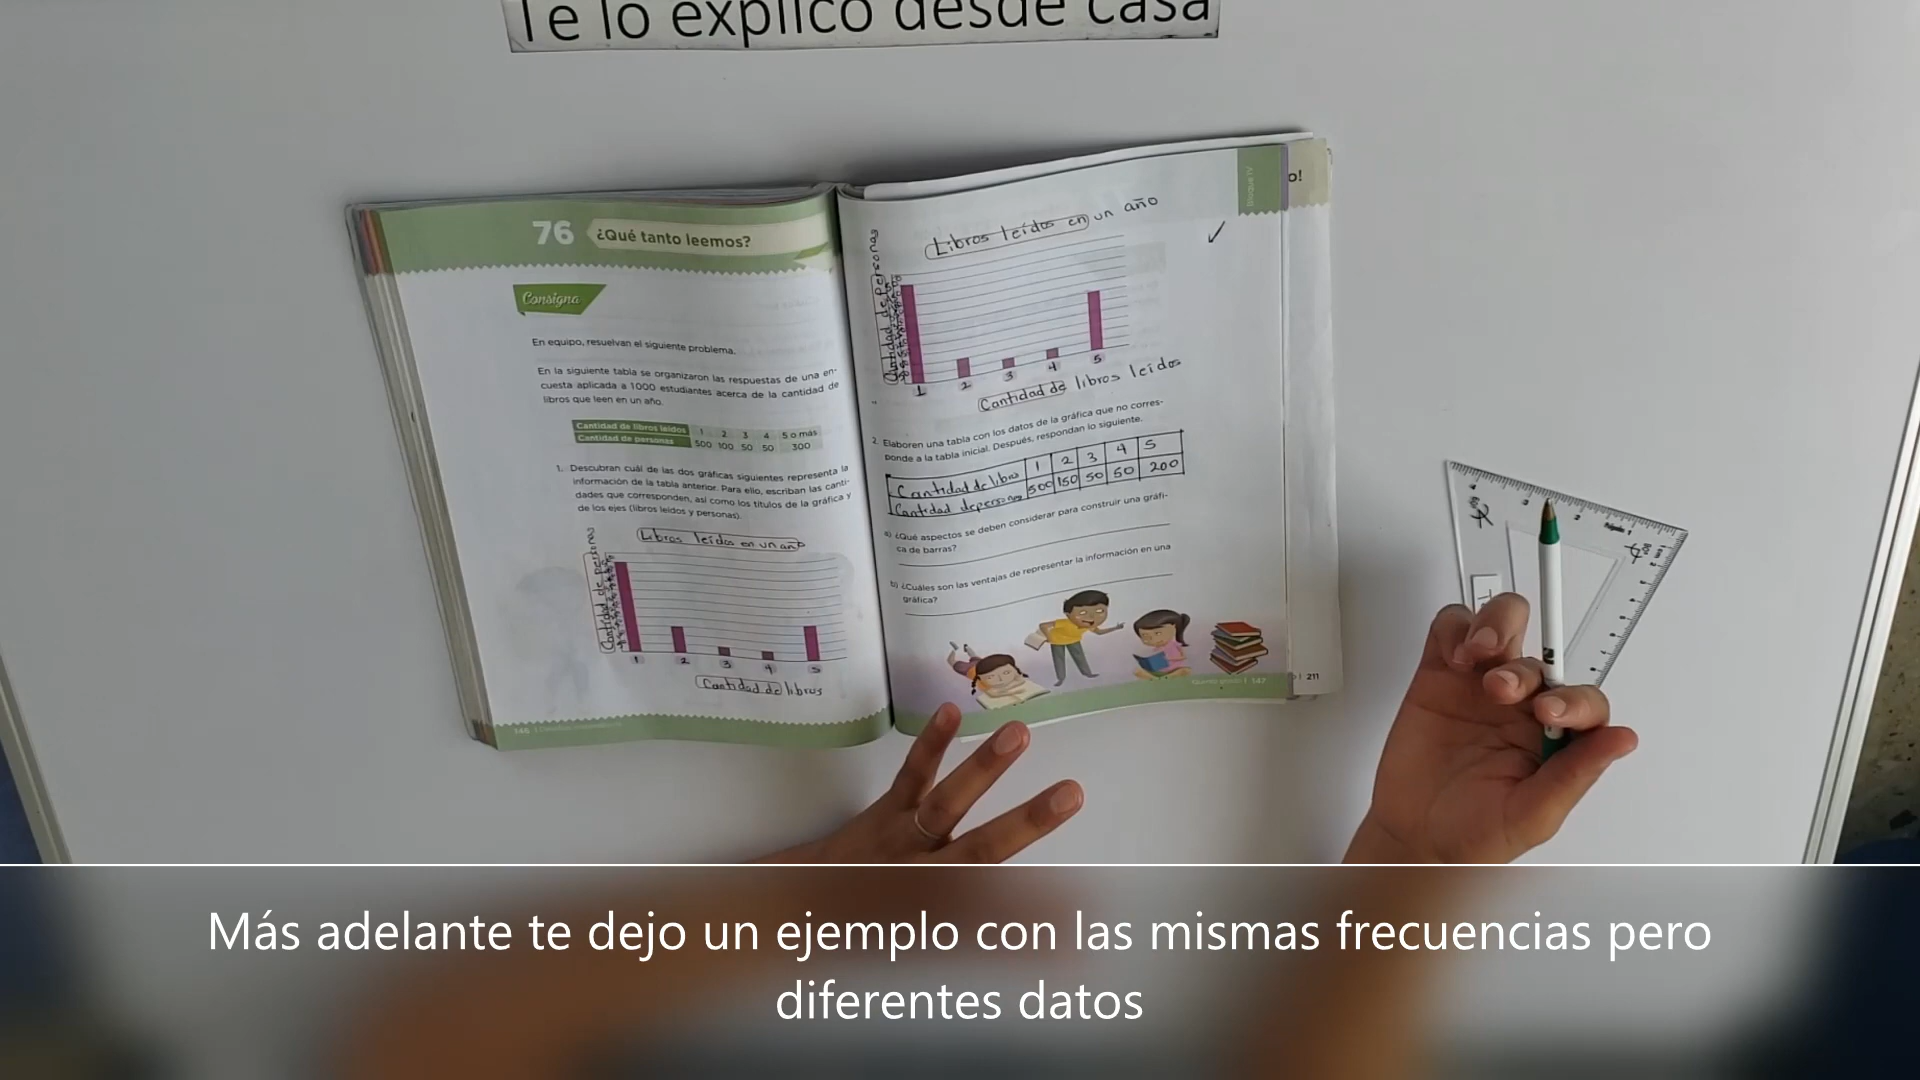 Te lo explico desde casa
76 ¿Qué tanto leemos?
Consigna
En equipo, resuelvan el siguiente problema.
En la siguiente tabla se organizaron las respuestas de una en-
cuesta aplicada a 1000 estudiantes acerca de la cantidad de
libros que leen en un año.
Cantidad de libros leídos 1 2 3 4 5 o más
Cantidad de personas 500 100 50 50 300
1. Descubran cuál de las dos gráficas siguientes representa la
información de la tabla anterior. Para ello, escriban las canti-
dades que corresponden, así como los títulos de la gráfica y
de los ejes (libros leídos y personas).
Libros leídos en un año
Cantidad de personas
1 2 3 4 5
Cantidad de libros
146
Bloque IV
o!
Libros leídos en un año
Cantidad de personas
1 2 3 4 5
Cantidad de libros leídos
2. Elaboren una tabla con los datos de la gráfica que no corres-
ponde a la tabla inicial. Después, respondan lo siguiente.
Cantidad de libro 1 2 3 4 5
Cantidad de personas 500 150 50 50 200
a) ¿Qué aspectos se deben considerar para construir una gráfi-
ca de barras?
b) ¿Cuáles son las ventajas de representar la información en una
gráfica?
Quinto grado | 147
| 211
Más adelante te dejo un ejemplo con las mismas frecuencias pero
diferentes datos